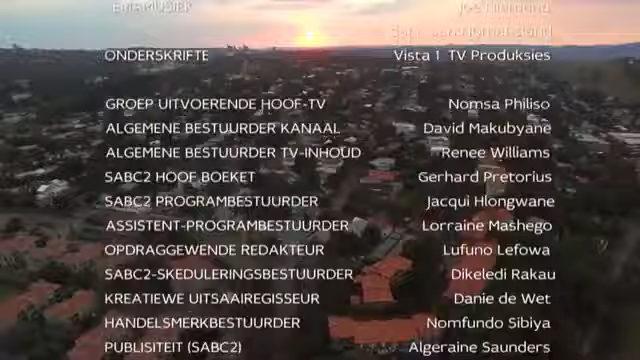 ONDERSKRIFTE Vista 1 TV Produksies
GROEP UITVOERENDE HOOF-TV Nomsa Philiso
ALGEMENE BESTUURDER KANAAL David Makubyane
ALGEMENE BESTUURDER TV-INHOUD Renee Williams
SABC2 HOOF BOEKET Gerhard Pretorius
SABC2 PROGRAMBESTUURDER Jacqui Hlongwane
ASSISTENT-PROGRAMBESTUURDER Lorraine Mashego
OPDRAGGEWENDE REDAKTEUR Lufuno Lefowa
SABC2-SKEDULERINGSBESTUURDER Dikeledi Rakau
KREATIEWE UITSAAIREGISSEUR Danie de Wet
HANDELSMERKBESTUURDER Nomfundo Sibiya
PUBLISITEIT (SABC2) Algeraine Saunders